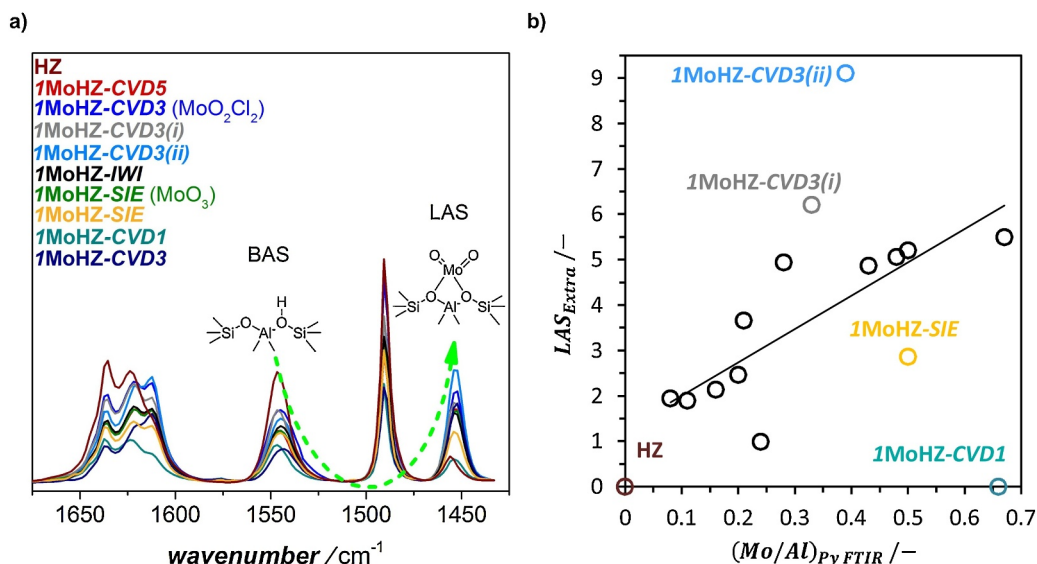 a)
HZ
1MoHZ-CVD5
1MoHZ-CVD3 (MoO2Cl2)
1MoHZ-CVD3(i)
1MoHZ-CVD3(ii)
1MoHZ-IWI
1MoHZ-SIE (MoO3)
1MoHZ-SIE
1MoHZ-CVD1
1MoHZ-CVD3
BAS
H
Si O Al- O Si
LAS
O O
Mo
Si O Al- O Si
1650 1600 1550 1500 1450
wavenumber /cm-1
b)
LASExtra /–
9
8
7
6
5
4
3
2
1
0
1MoHZ-CVD3(ii)
1MoHZ-CVD3(i)
1MoHZ-SIE
HZ
1MoHZ-CVD1
0 0.1 0.2 0.3 0.4 0.5 0.6 0.7
(Mo/Al)Py FTIR /–